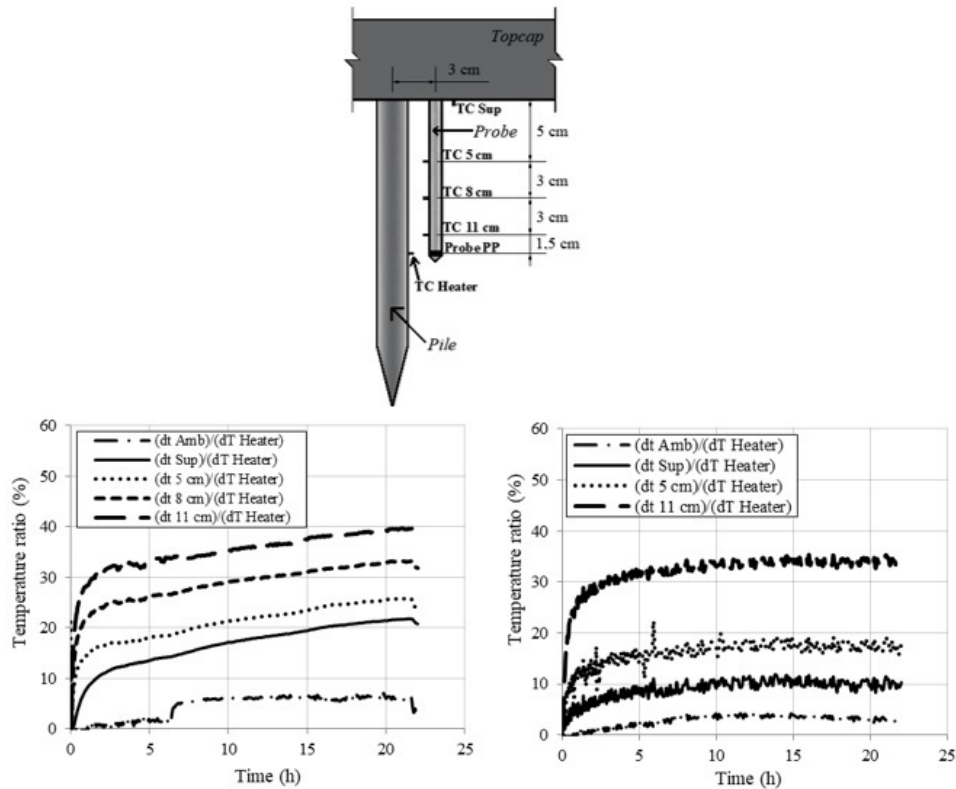 Topcap
3 cm
TC Sup
Probe
5 cm
TC 5 cm
3 cm
TC 8 cm
3 cm
TC 11 cm
1.5 cm
Probe PP
TC Heater
Pile
60
50
40
30
20
10
0
Temperature ratio (%)
(dt Amb)/(dT Heater)
(dt Sup)/(dT Heater)
(dt 5 cm)/(dT Heater)
(dt 8 cm)/(dT Heater)
(dt 11 cm)/(dT Heater)
0 5 10 15 20 25
Time (h)
60
50
40
30
20
10
0
Temperature ratio (%)
(dt Amb)/(dT Heater)
(dt Sup)/(dT Heater)
(dt 5 cm)/(dT Heater)
(dt 11 cm)/(dT Heater)
0 5 10 15 20 25
Time (h)